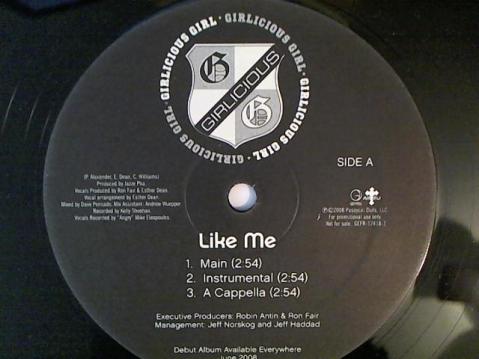 GIRLICIOUS GIRL · GIRLICIOUS GIRL · GIRLICIOUS GIRL · GIRLICIOUS GIRL ·
G
GIRLICIOUS
G
SIDE A
(P. Alexander, E. Dean, C. Williams)
Produced by Jazze Pha
Vocals Produced by Ron Fair & Esther Dean
Vocal arrangement by Esther Dean
Mixed by Dave Pensado, Mix Assistant: Andrew Wuepper
Recorded by Kelly Sheehan
Vocals Recorded by "Angry" Mike Eleopoulos
G
GEFFEN
℗©2008 Pussycat Dolls, LLC
For promotional use only
Not for sale.
Like Me
1. Main (2:54)
2. Instrumental (2:54)
3. A Cappella (2:54)
Executive Producers: Robin Antin & Ron Fair
Management: Jeff Norskog and Jeff Haddad
Debut Album Available Everywhere
June 2008